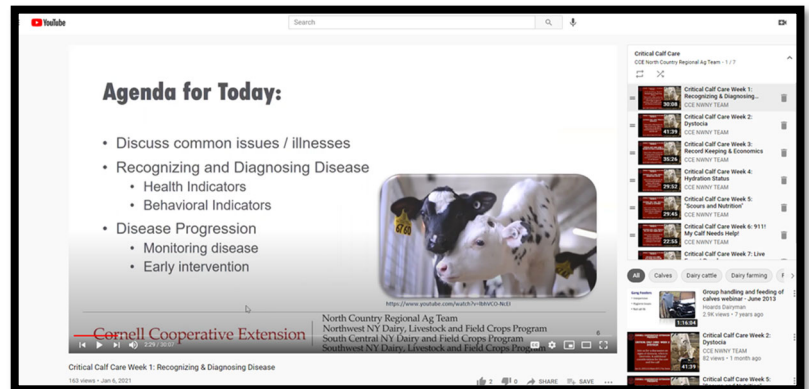 YouTube
Search
Agenda for Today:
• Discuss common issues / illnesses
• Recognizing and Diagnosing Disease
• Health Indicators
• Behavioral Indicators
• Disease Progression
• Monitoring disease
• Early intervention
6760
Cornell Cooperative Extension
North Country Regional Ag Team
Northwest NY Dairy, Livestock and Field Crops Program
South Central NY Dairy and Field Crops Program
Southwest NY Dairy, Livestock and Field Crops Program
6
2:29 / 30:07
Critical Calf Care Week 1: Recognizing & Diagnosing Disease
163 views • Jan 6, 2021
2
0
SHARE
SAVE
Critical Calf Care
CCE North Country Regional Ag Team - 1 / 7
Critical Calf Care Week 1:
Recognizing & Diagnosing...
CCE NWNY TEAM
30:08
Critical Calf Care Week 2:
Dystocia
CCE NWNY TEAM
41:39
Critical Calf Care Week 3:
Record Keeping & Economics
CCE NWNY TEAM
35:26
Critical Calf Care Week 4:
Hydration Status
CCE NWNY TEAM
29:52
Critical Calf Care Week 5:
"Scours and Nutrition"
CCE NWNY TEAM
29:45
Critical Calf Care Week 6: 911!
My Calf Needs Help!
CCE NWNY TEAM
22:55
Critical Calf Care Week 7: Live
All
Calves
Dairy cattle
Dairy farming
Group handling and feeding of
calves webinar - June 2013
Hoards Dairyman
2.9K views • 7 years ago
1:16:04
Critical Calf Care Week 2:
Dystocia
CCE NWNY TEAM
82 views • 1 month ago
41:39
Critical Calf Care Week 5: